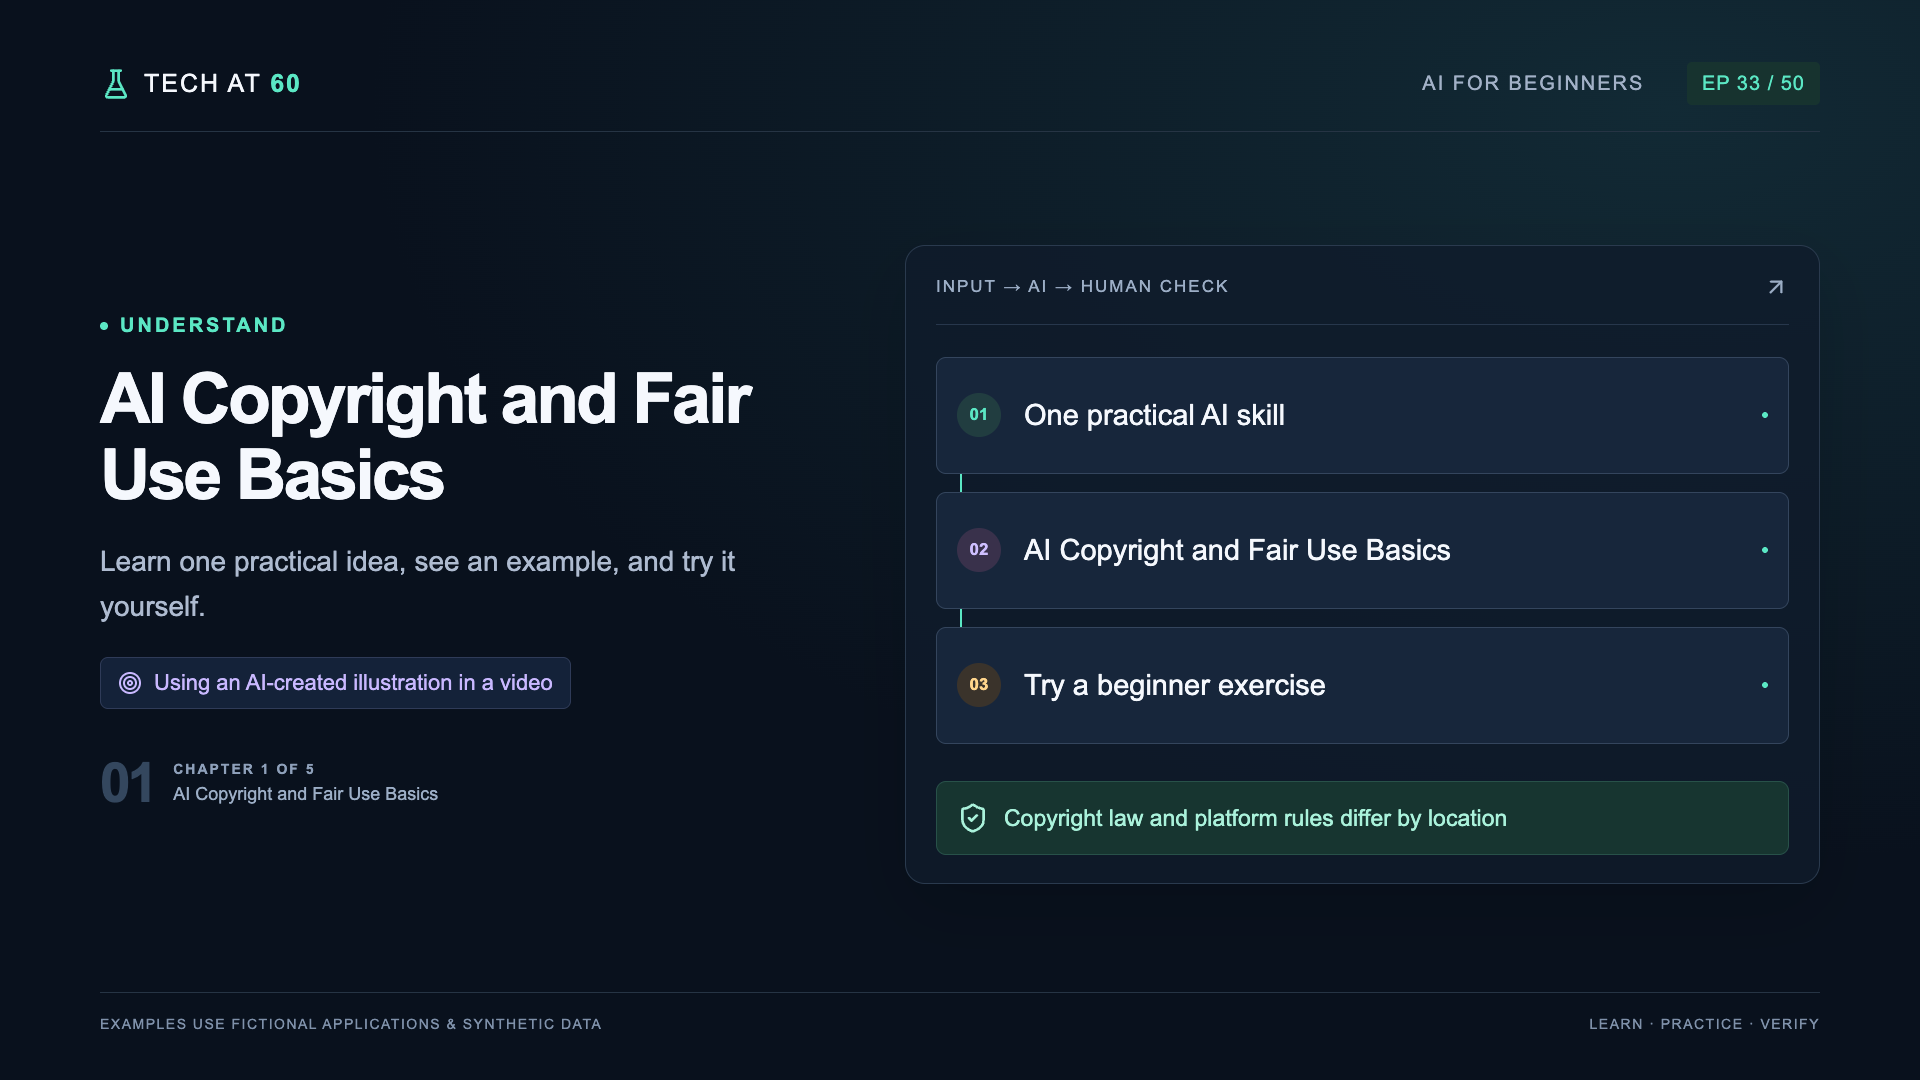 TECH AT 60
AI FOR BEGINNERS
EP 33 / 50
UNDERSTAND
AI Copyright and Fair
Use Basics
Learn one practical idea, see an example, and try it
yourself.
Using an AI-created illustration in a video
01
CHAPTER 1 OF 5
AI Copyright and Fair Use Basics
INPUT → AI → HUMAN CHECK
01 One practical AI skill
02 AI Copyright and Fair Use Basics
03 Try a beginner exercise
Copyright law and platform rules differ by location
EXAMPLES USE FICTIONAL APPLICATIONS & SYNTHETIC DATA
LEARN · PRACTICE · VERIFY